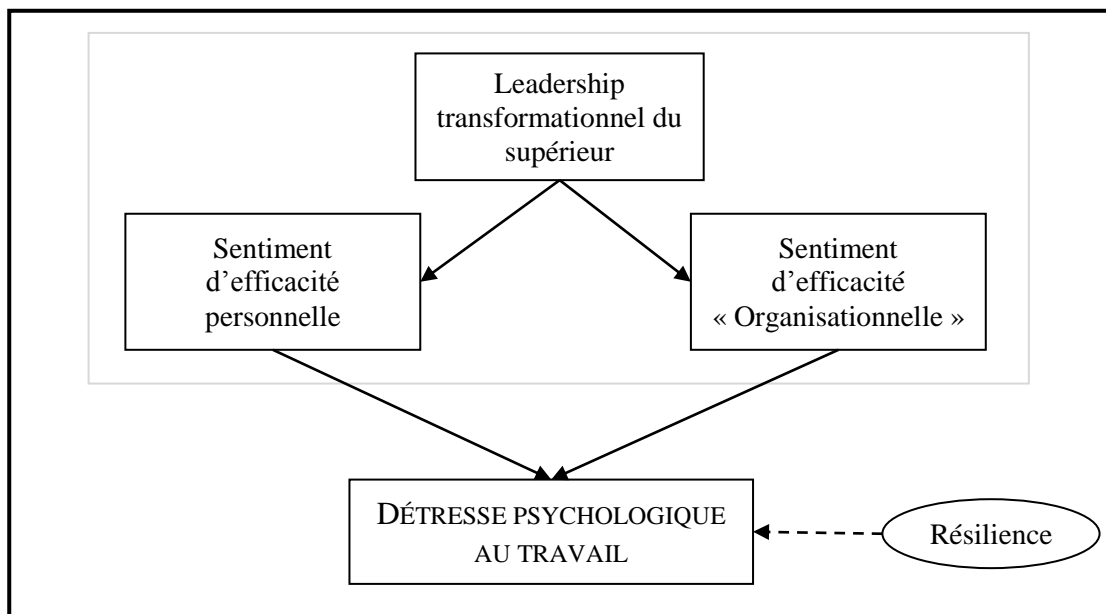 Leadership
transformationnel du
supérieur
Sentiment
d’efficacité
personnelle
Sentiment
d’efficacité
« Organisationnelle »
DÉTRESSE PSYCHOLOGIQUE
AU TRAVAIL
Résilience